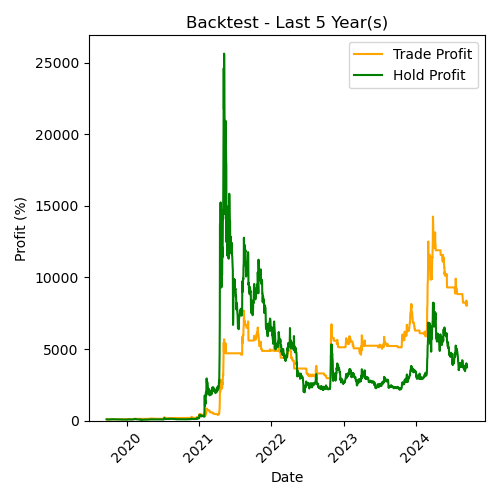 Backtest - Last 5 Year(s)
Trade Profit
Hold Profit
Profit (%)
25000
20000
15000
10000
5000
0
2020
2021
2022
2023
2024
Date